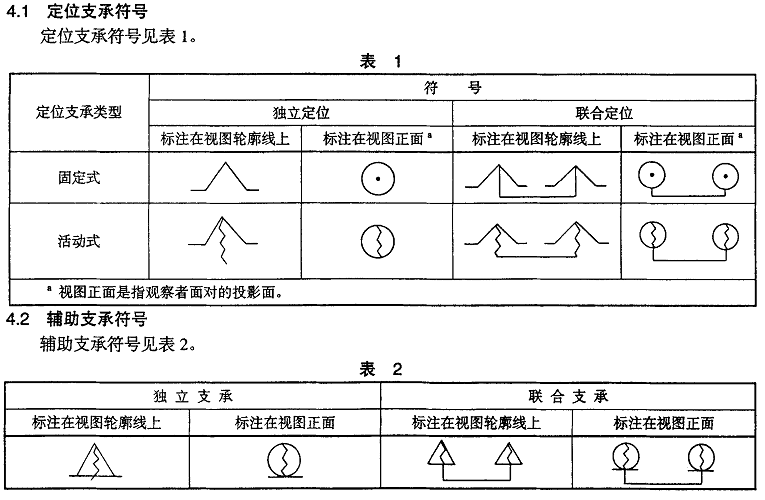 4.1 定位支承符号
定位支承符号见表 1。
表 1
定位支承类型
符 号
独立定位
联合定位
标注在视图轮廓线上
标注在视图正面 a
标注在视图轮廓线上
标注在视图正面 a
固定式
活动式
a 视图正面是指观察者面对的投影面。
4.2 辅助支承符号
辅助支承符号见表 2。
表 2
独 立 支 承
联 合 支 承
标注在视图轮廓线上
标注在视图正面
标注在视图轮廓线上
标注在视图正面